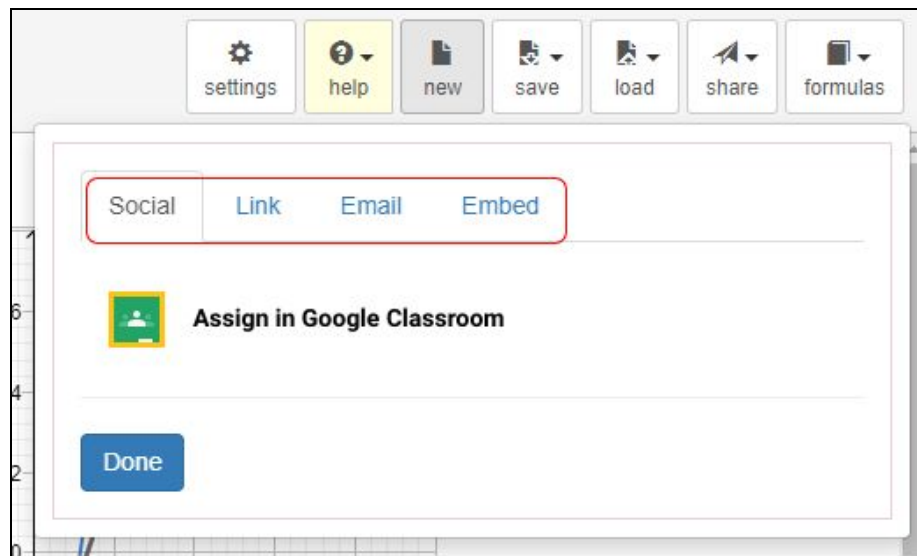 settings help new save load share formulas
Social Link Email Embed
6
Assign in Google Classroom
4
Done
2
0